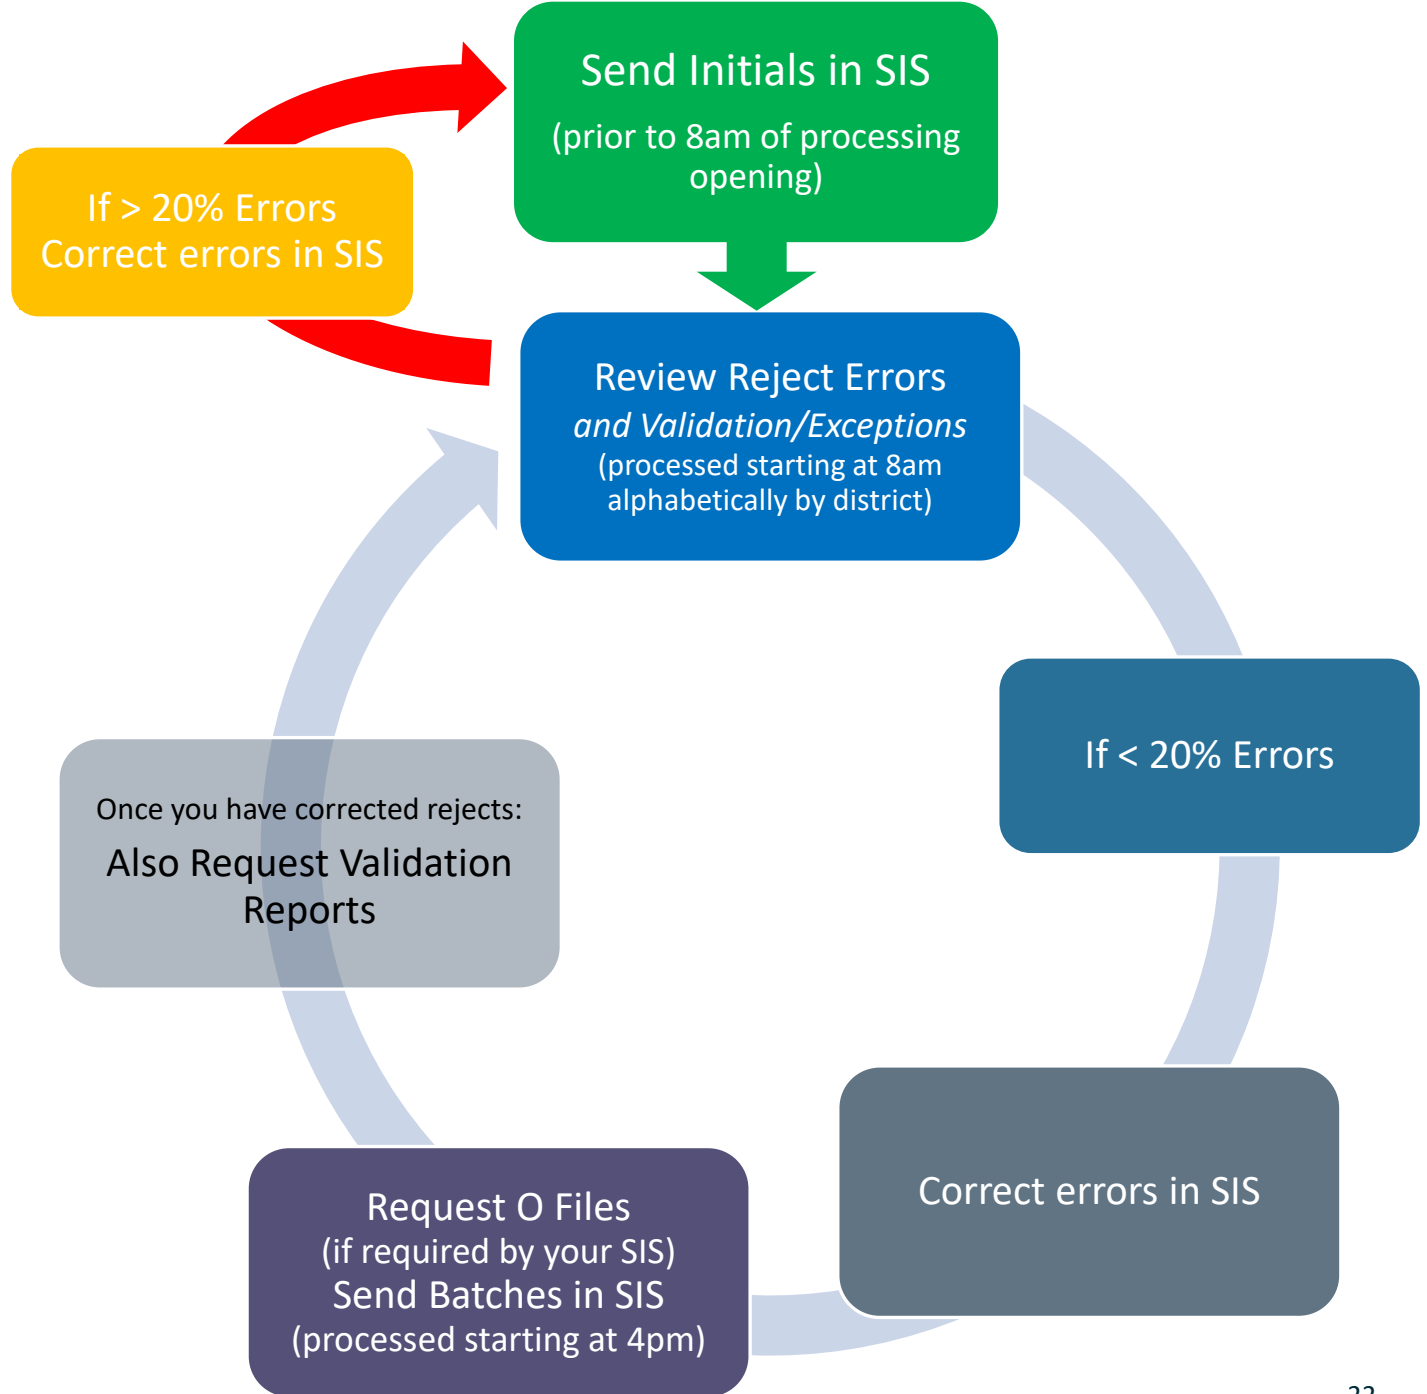 Send Initials in SIS
(prior to 8am of processing
opening)
If > 20% Errors
Correct errors in SIS
Review Reject Errors
and Validation/Exceptions
(processed starting at 8am
alphabetically by district)
If < 20% Errors
Once you have corrected rejects:
Also Request Validation
Reports
Correct errors in SIS
Request O Files
(if required by your SIS)
Send Batches in SIS
(processed starting at 4pm)